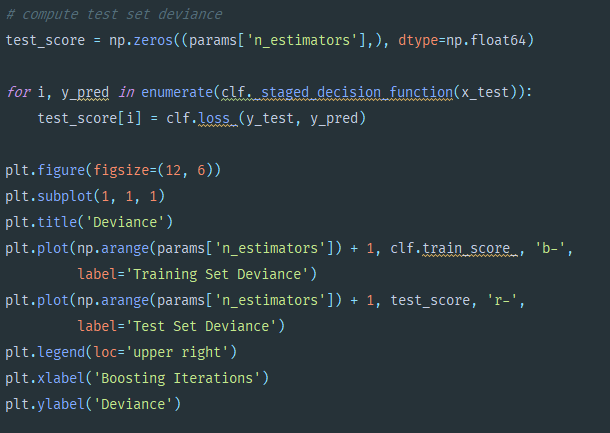 # compute test set deviance
test_score = np.zeros((params['n_estimators'],), dtype=np.float64)
for i, y_pred in enumerate(clf._staged_decision_function(x_test)):
    test_score[i] = clf.loss_(y_test, y_pred)
plt.figure(figsize=(12, 6))
plt.subplot(1, 1, 1)
plt.title('Deviance')
plt.plot(np.arange(params['n_estimators']) + 1, clf.train_score_, 'b-',
         label='Training Set Deviance')
plt.plot(np.arange(params['n_estimators']) + 1, test_score, 'r-',
         label='Test Set Deviance')
plt.legend(loc='upper right')
plt.xlabel('Boosting Iterations')
plt.ylabel('Deviance')